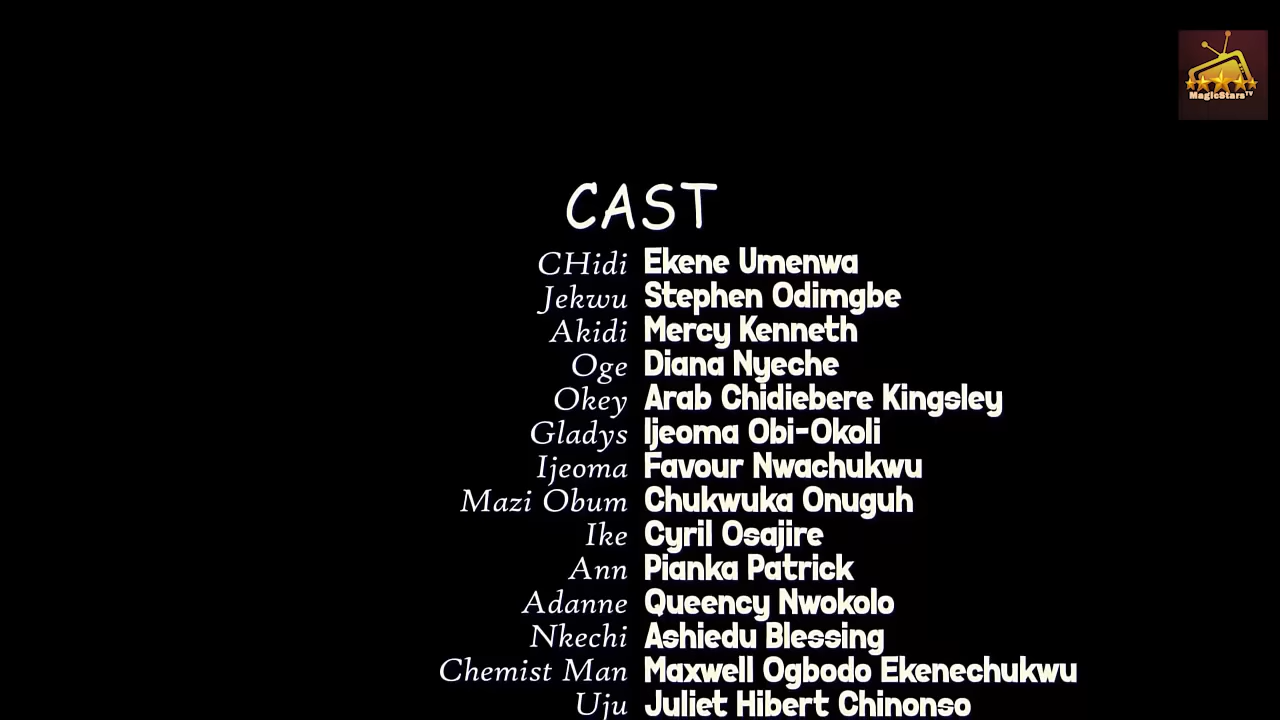 MagicStars TV
CAST
CHidi Ekene Umenwa
Jekwu Stephen Odimgbe
Akidi Mercy Kenneth
Oge Diana Nyeche
Okey Arab Chidiebere Kingsley
Gladys Ijeoma Obi-Okoli
Ijeoma Favour Nwachukwu
Mazi Obum Chukwuka Onuguh
Ike Cyril Osajire
Ann Pianka Patrick
Adanne Queency Nwokolo
Nkechi Ashiedu Blessing
Chemist Man Maxwell Ogbodo Ekenechukwu
Uju Juliet Hibert Chinonso